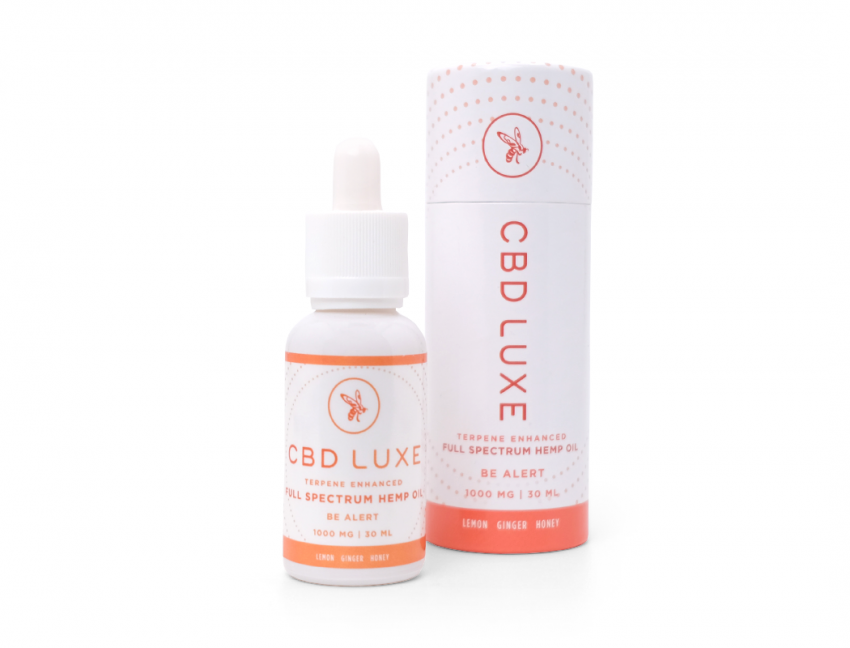 CBD LUXE
TERPENE ENHANCED
FULL SPECTRUM HEMP OIL
BE ALERT
1000 MG | 30 ML
LEMON GINGER HONEY
CBD LUXE
TERPENE ENHANCED
FULL SPECTRUM HEMP OIL
BE ALERT
1000 MG | 30 ML
LEMON GINGER HONEY